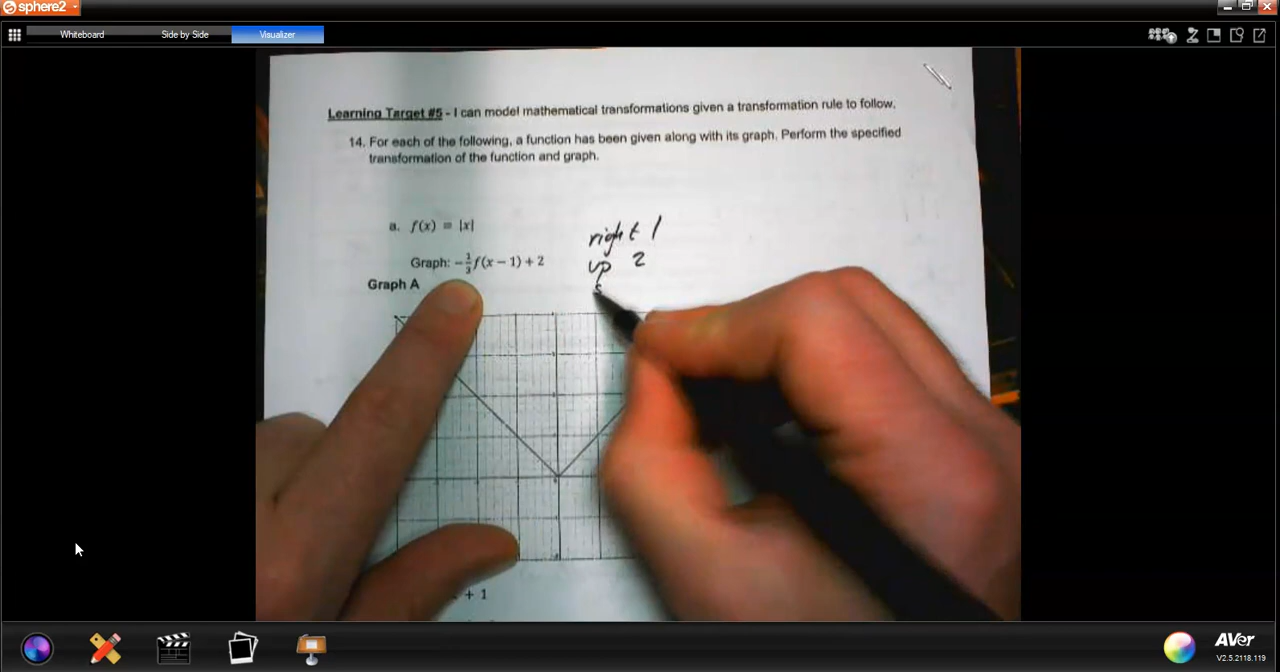 sphere2
Whiteboard
Side by Side
Visualizer
Learning Target #5 - I can model mathematical transformations given a transformation rule to follow.
14. For each of the following, a function has been given along with its graph. Perform the specified
transformation of the function and graph.
a. f(x) = |x|
right 1
Graph: -⅓f(x − 1) + 2
up 2
Graph A
s
+ 1
AVer
V2.5.2118.119